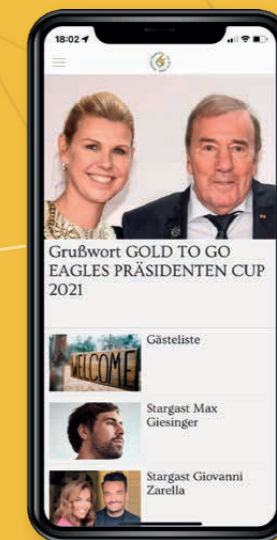 18:02
Grußwort GOLD TO GO
EAGLES PRÄSIDENTEN CUP
2021
WELCOME
Gästeliste
Stargast Max
Giesinger
Stargast Giovanni
Zarella